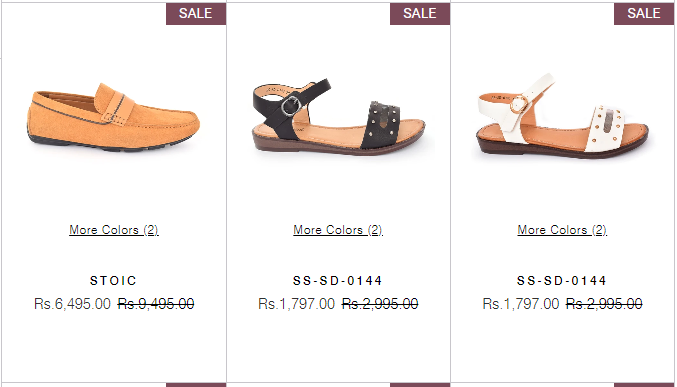 SALE
SALE
SALE
More Colors (2)
More Colors (2)
More Colors (2)
STOIC
SS-SD-0144
SS-SD-0144
Rs.6,495.00 Rs.9,495.00
Rs.1,797.00 Rs.2,995.00
Rs.1,797.00 Rs.2,995.00